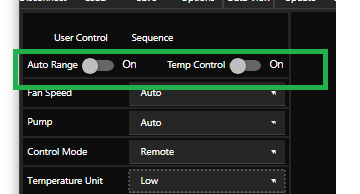 User Control Sequence
Auto Range On Temp Control On
Fan Speed Auto
Pump Auto
Control Mode Remote
Temperature Unit Low